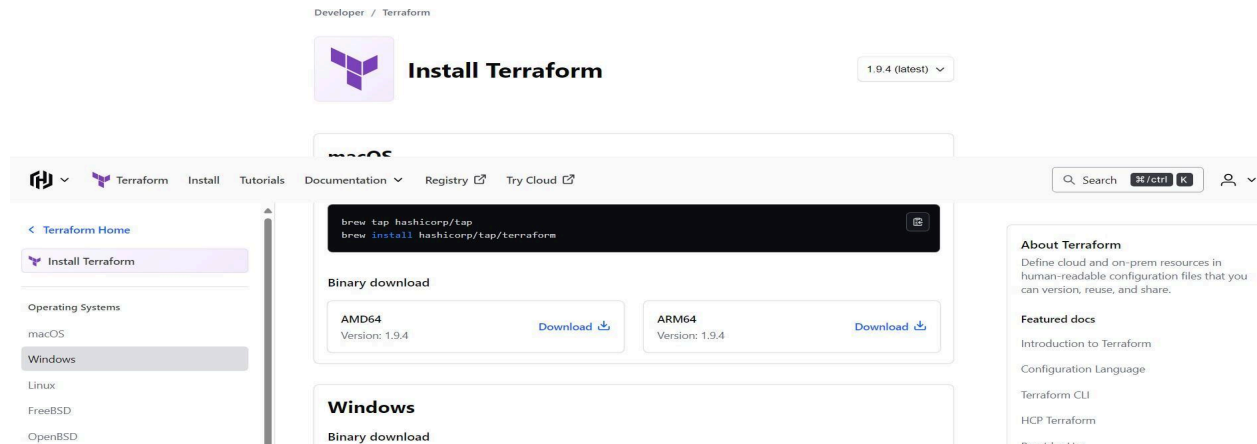 Developer / Terraform
Install Terraform
1.9.4 (latest)
macOS
Terraform Install Tutorials Documentation Registry Try Cloud
Search ⌘/ctrl K
< Terraform Home
Install Terraform
Operating Systems
macOS
Windows
Linux
FreeBSD
OpenBSD
brew tap hashicorp/tap
brew install hashicorp/tap/terraform
Binary download
AMD64
Version: 1.9.4
Download
ARM64
Version: 1.9.4
Download
Windows
Binary download
About Terraform
Define cloud and on-prem resources in
human-readable configuration files that you
can version, reuse, and share.
Featured docs
Introduction to Terraform
Configuration Language
Terraform CLI
HCP Terraform